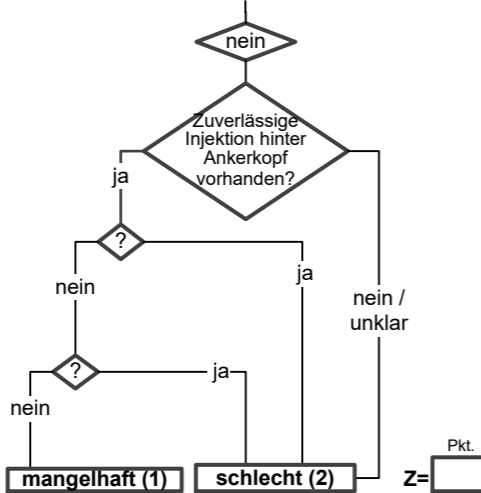 nein
Zuverlässige
Injektion hinter
Ankerkopf
vorhanden?
ja
?
nein
ja
nein /
unklar
?
nein
ja
Pkt.
mangelhaft (1)
schlecht (2)
Z=